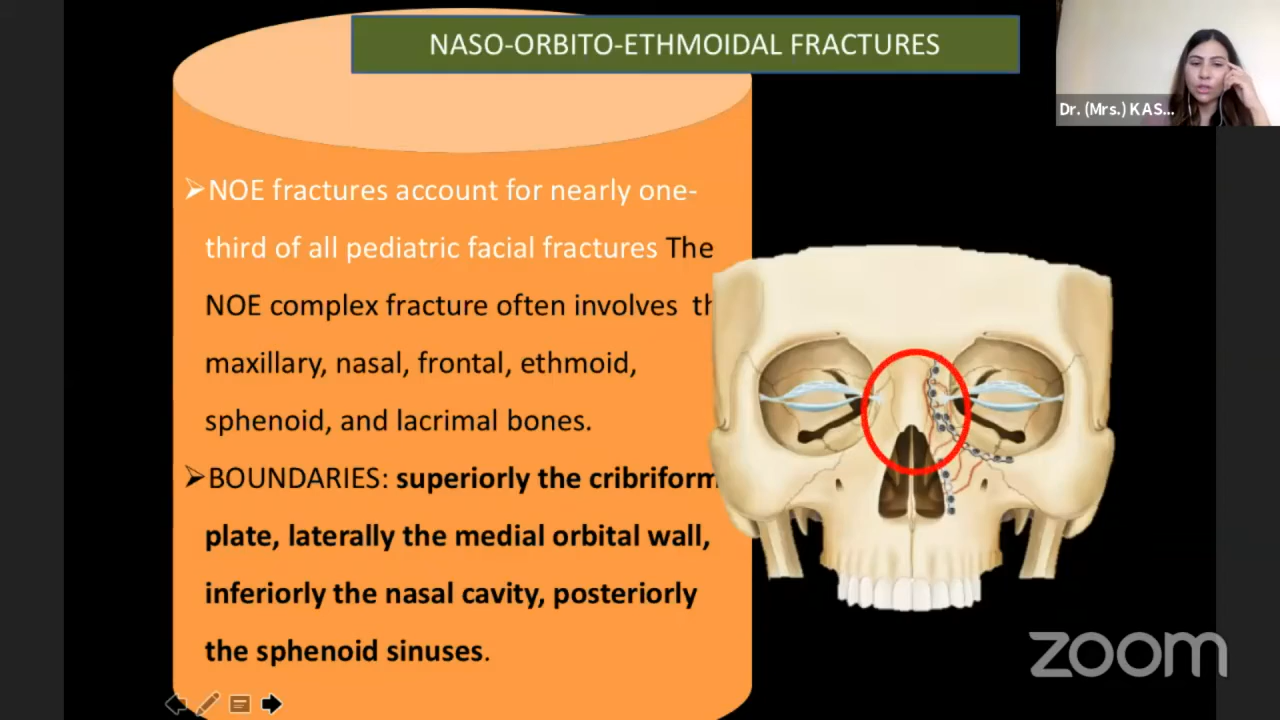 NASO-ORBITO-ETHMOIDAL FRACTURES
Dr. (Mrs.) KAS...
➢NOE fractures account for nearly one-
third of all pediatric facial fractures The
NOE complex fracture often involves th
maxillary, nasal, frontal, ethmoid,
sphenoid, and lacrimal bones.
➢BOUNDARIES: superiorly the cribriform
plate, laterally the medial orbital wall,
inferiorly the nasal cavity, posteriorly
the sphenoid sinuses.
zoom